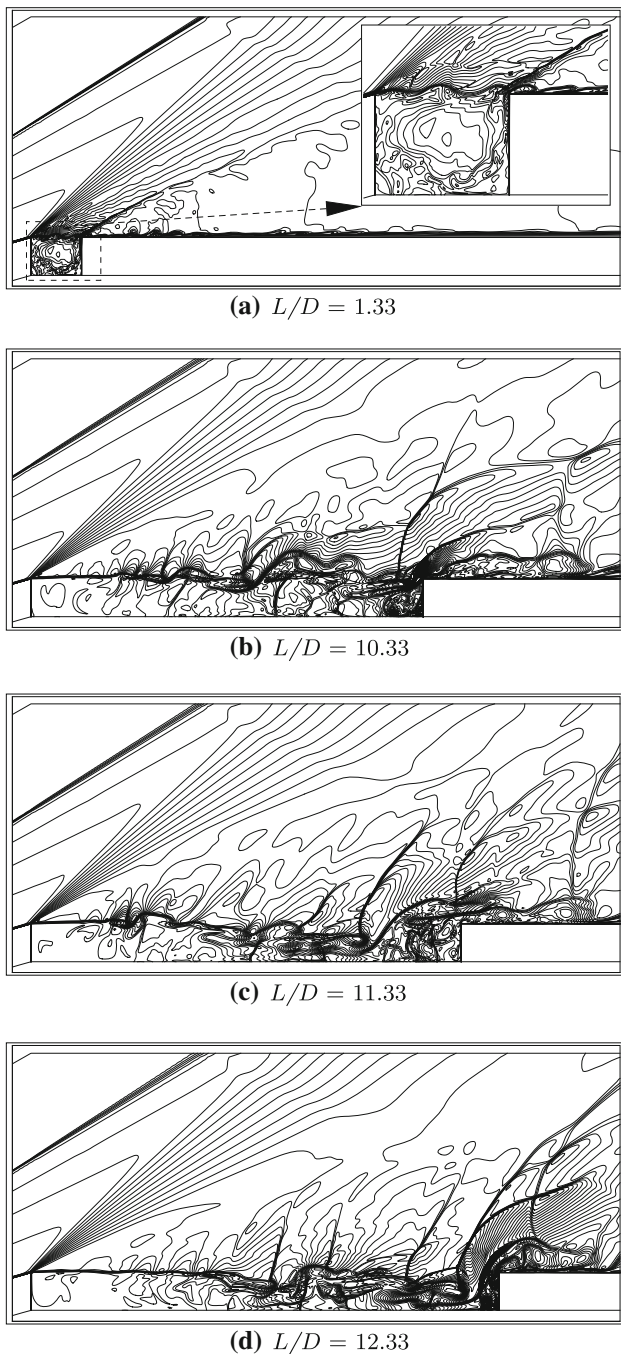 (a) L/D = 1.33
(b) L/D = 10.33
(c) L/D = 11.33
(d) L/D = 12.33